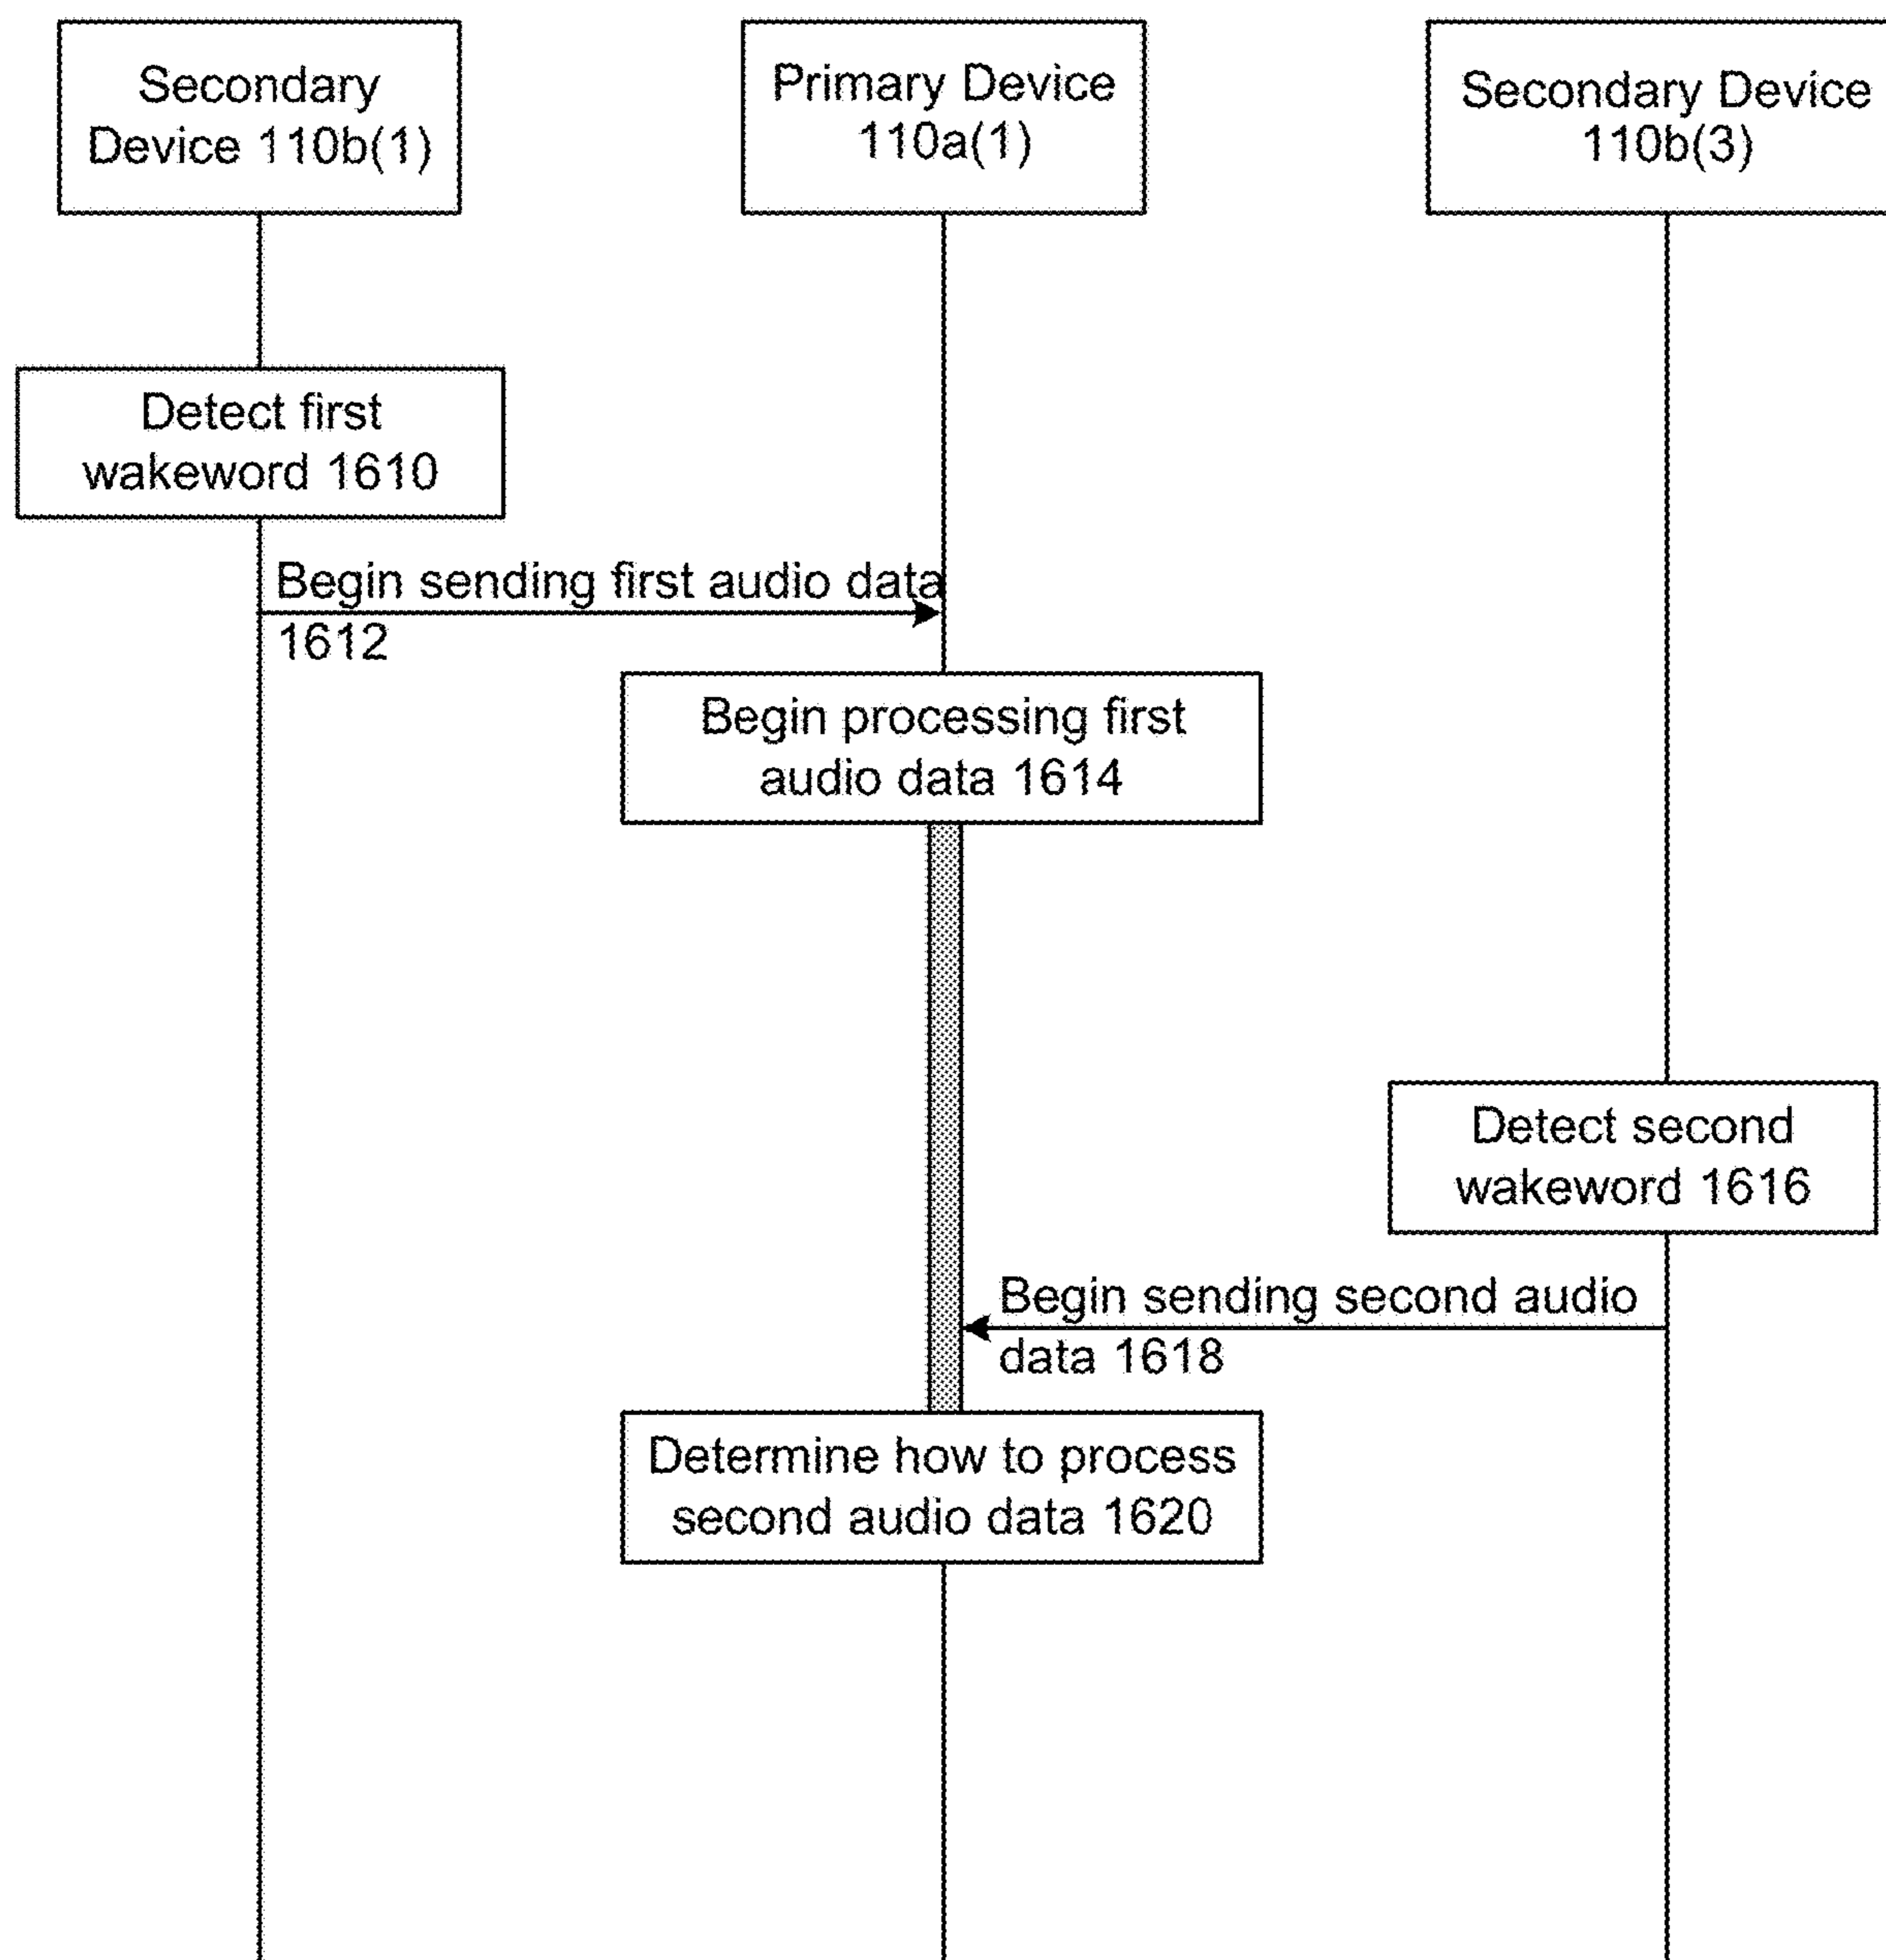 Secondary
Device 110b(1)
Primary Device
110a(1)
Secondary Device
110b(3)
Detect first
wakeword 1610
Begin sending first audio data
1612
Begin processing first
audio data 1614
Detect second
wakeword 1616
Begin sending second audio
data 1618
Determine how to process
second audio data 1620